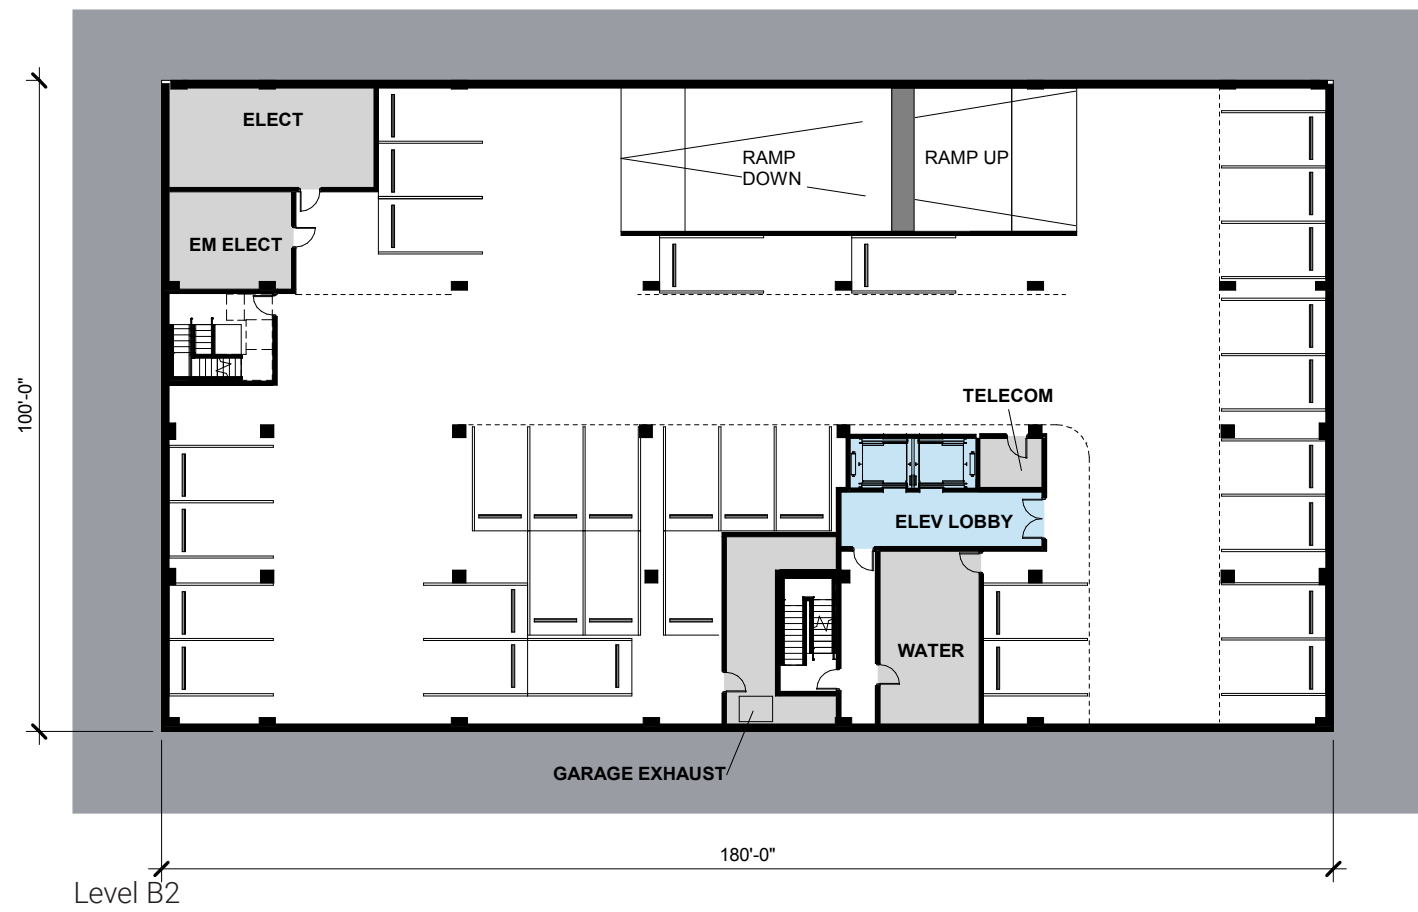 ELECT
RAMP UP
RAMP
DOWN
EM ELECT
TELECOM
100'-0"
ELEV LOBBY
WATER
GARAGE EXHAUST
180'-0"
Level B2